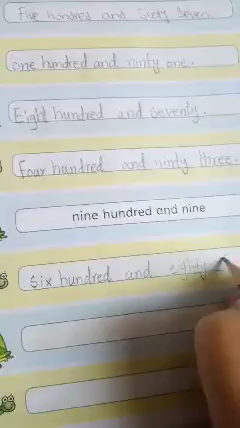 Five hundred and sixty seven.
one hundred and ninty one.
Eight hundred and seventy.
Four hundred and ninty three.
nine hundred and nine
six hundred and eighty